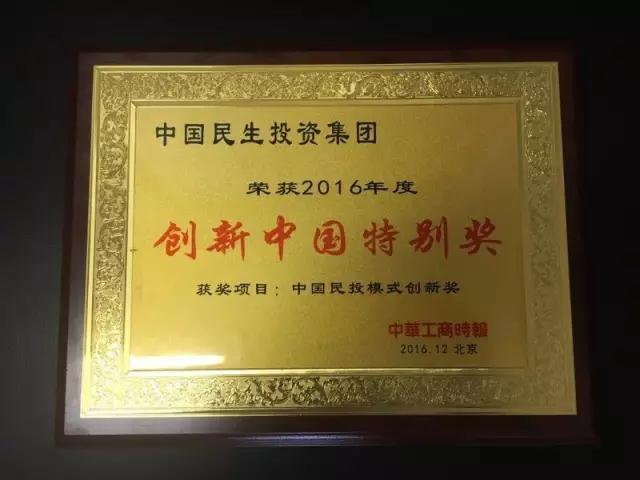 中国民生投资集团
荣获2016年度
创新中国特别奖
获奖项目：中国民投模式创新奖
中華工商時報
2016.12 北京